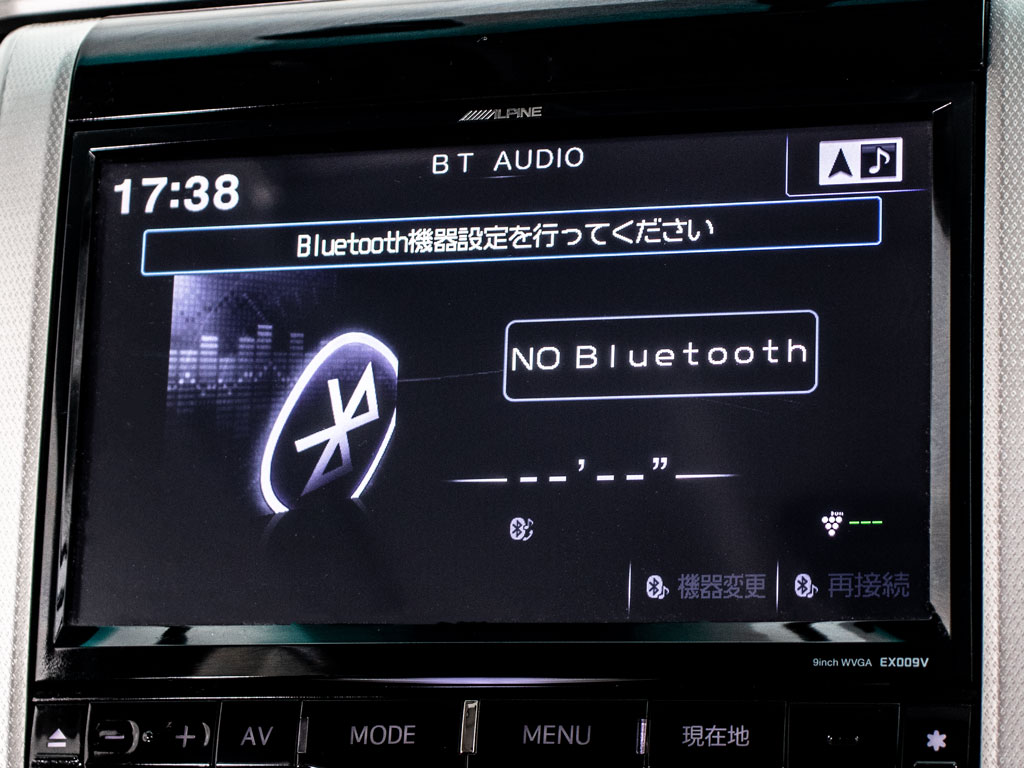 ALPINE
BT AUDIO
17:38
Bluetooth機器設定を行ってください
NO Bluetooth
--’--”
---
機器変更
再接続
9inch WVGA EX009V
− + AV MODE MENU 現在地 *